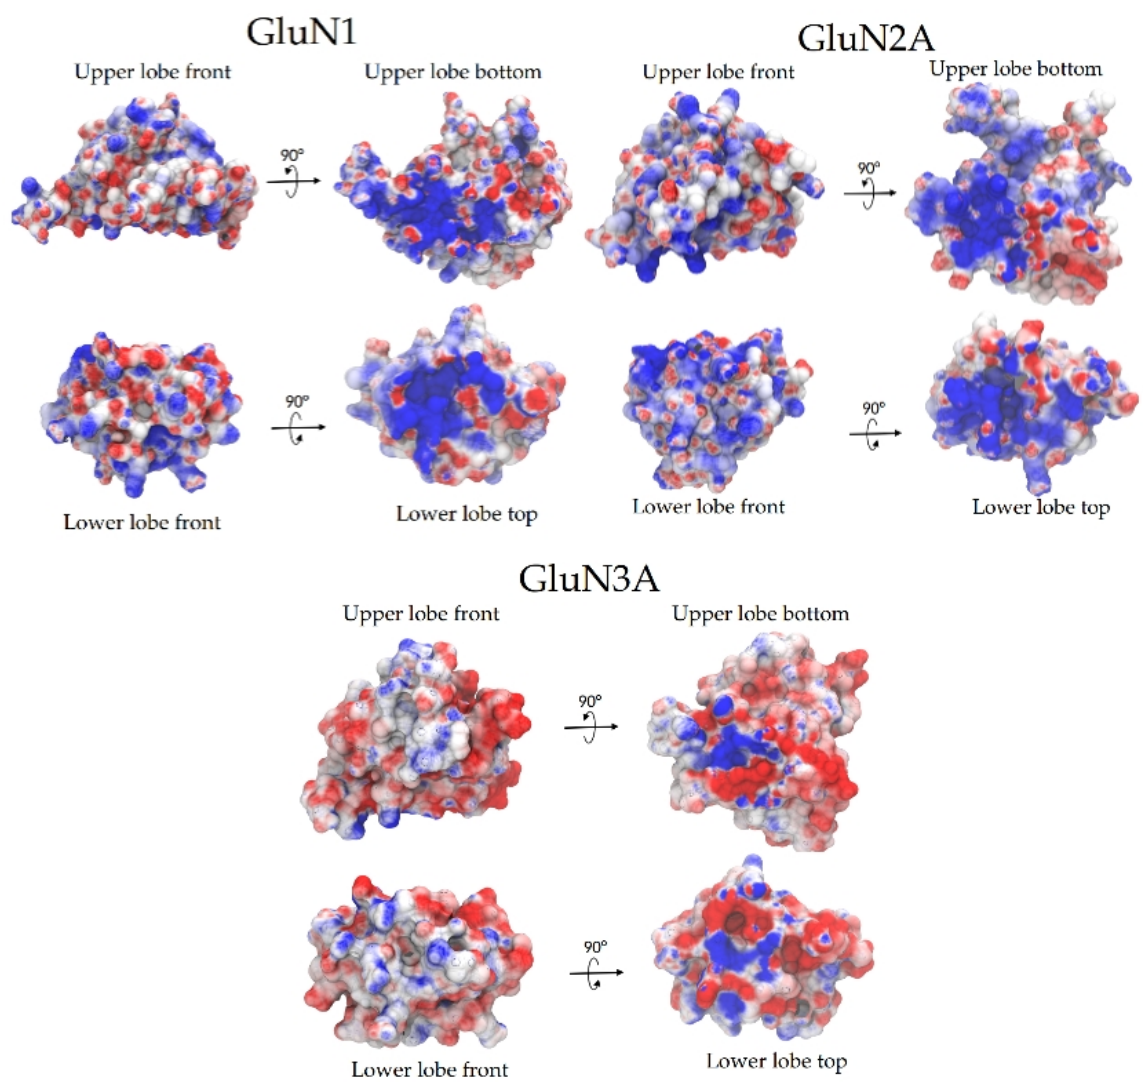 GluN1
GluN2A
Upper lobe front
Upper lobe bottom
Upper lobe front
Upper lobe bottom
90°
90°
90°
90°
Lower lobe front
Lower lobe top
Lower lobe front
Lower lobe top
GluN3A
Upper lobe front
Upper lobe bottom
90°
90°
Lower lobe front
Lower lobe top